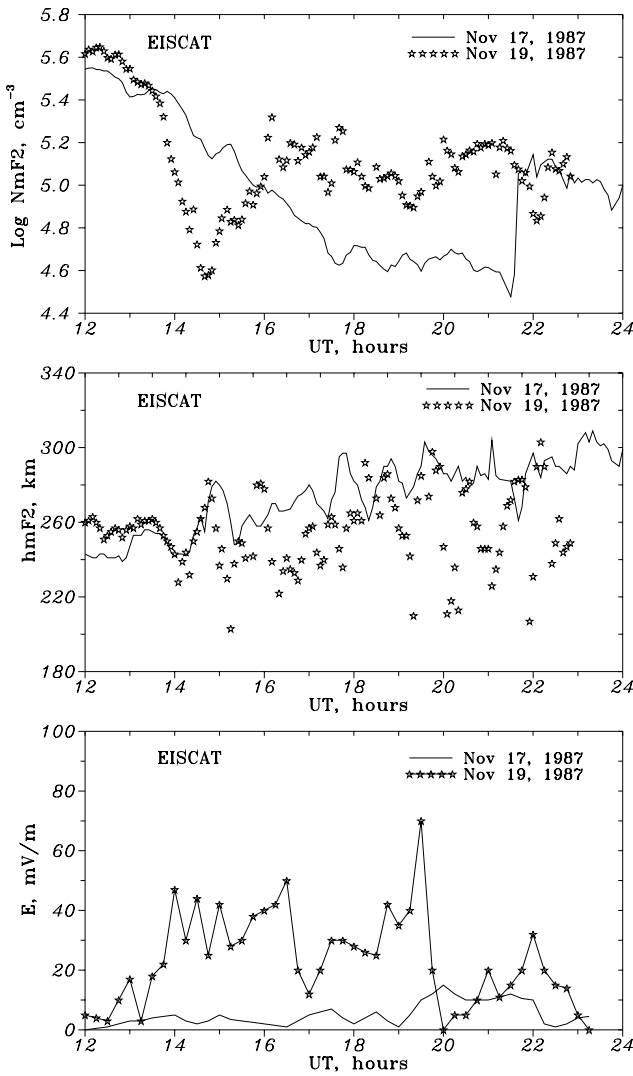 5.8
EISCAT
Nov 17, 1987
Nov 19, 1987
5.6
5.4
5.2
5.0
4.8
4.6
4.4
Log NmF2, cm⁻³
12 14 16 18 20 22 24
UT, hours
340
EISCAT
Nov 17, 1987
Nov 19, 1987
300
260
220
180
hmF2, km
12 14 16 18 20 22 24
UT, hours
100
EISCAT
Nov 17, 1987
Nov 19, 1987
80
60
40
20
0
E, mV/m
12 14 16 18 20 22 24
UT, hours